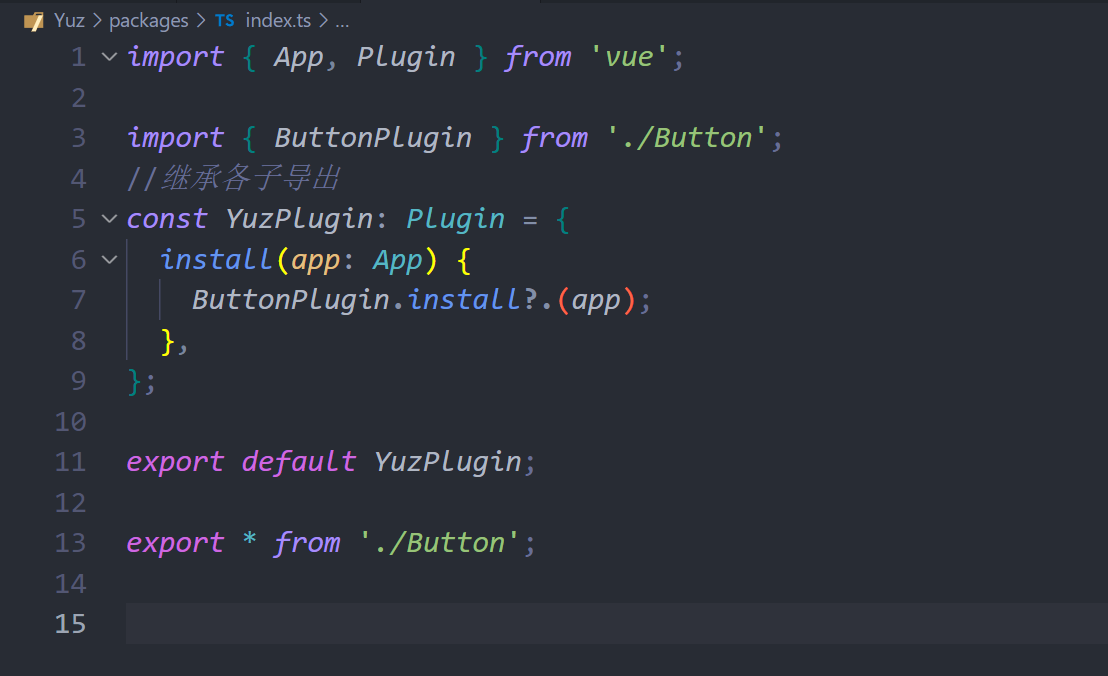 Yuz > packages > TS index.ts > ...
1 import { App, Plugin } from 'vue';
2
3 import { ButtonPlugin } from './Button';
4 //继承各子导出
5 const YuzPlugin: Plugin = {
6 install(app: App) {
7 ButtonPlugin.install?.(app);
8 },
9 };
10
11 export default YuzPlugin;
12
13 export * from './Button';
14
15